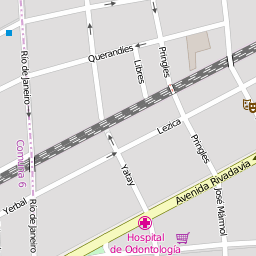 Querandíes
Pringles
Río de Janeiro
Libres
Lezica
Comuna 6
Yatay
Pringles
Yerbal
Avenida Rivadavia
Río de Janeiro
José Mármol
Hospital
de Odontología